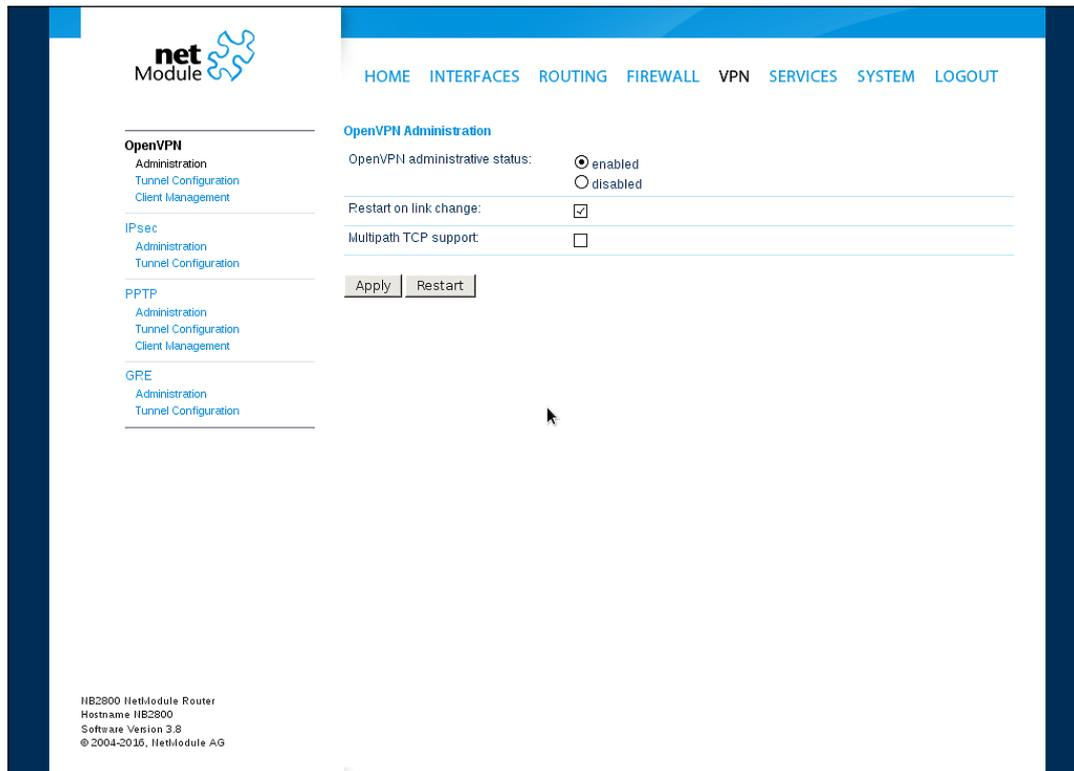 net
Module
HOME INTERFACES ROUTING FIREWALL VPN SERVICES SYSTEM LOGOUT
OpenVPN
Administration
Tunnel Configuration
Client Management
IPsec
Administration
Tunnel Configuration
PPTP
Administration
Tunnel Configuration
Client Management
GRE
Administration
Tunnel Configuration
OpenVPN Administration
OpenVPN administrative status:
enabled
disabled
Restart on link change:
Multipath TCP support:
Apply Restart
NB2800 NetModule Router
Hostname NB2800
Software Version 3.8
© 2004-2016, NetModule AG